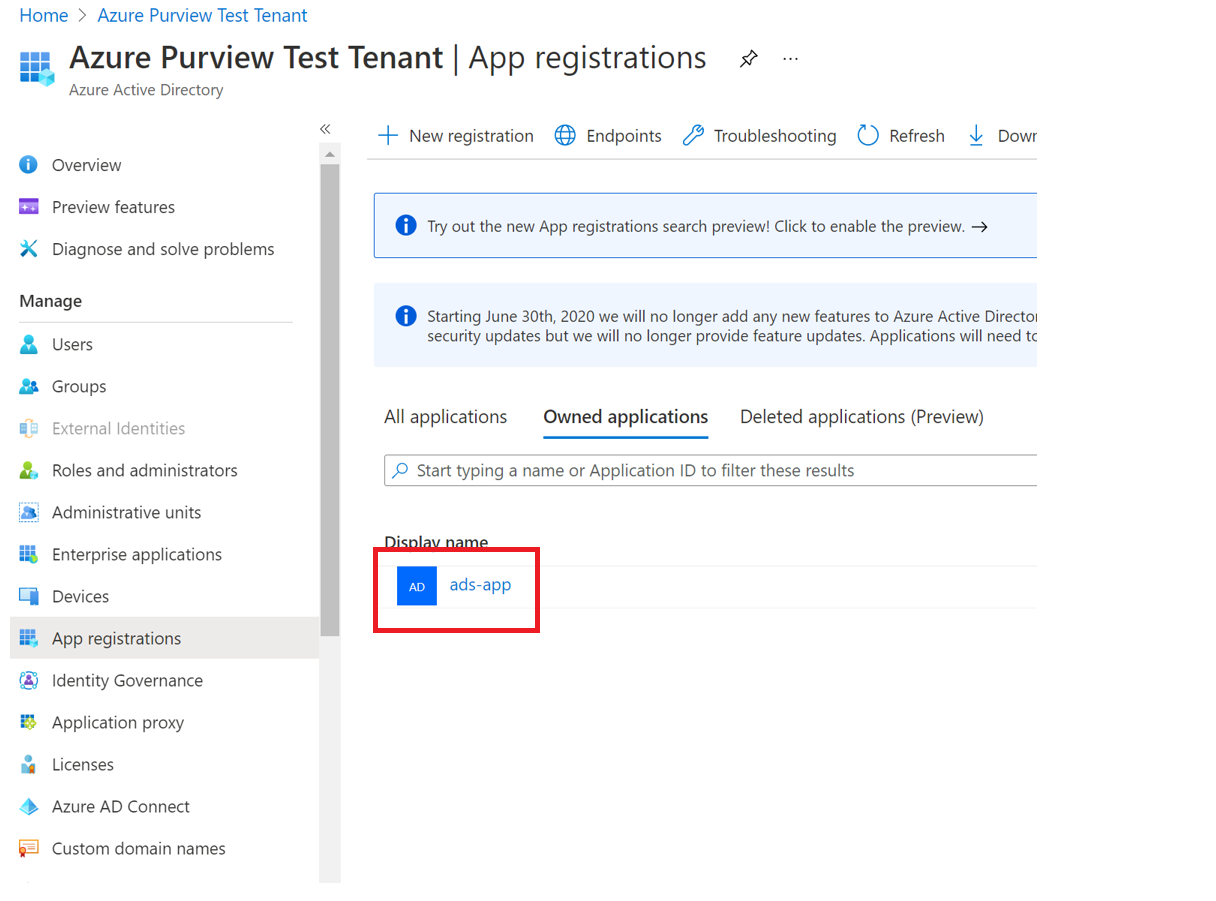 Home > Azure Purview Test Tenant
Azure Purview Test Tenant | App registrations ...
Azure Active Directory
«
Overview
Preview features
Diagnose and solve problems
Manage
Users
Groups
External Identities
Roles and administrators
Administrative units
Enterprise applications
Devices
App registrations
Identity Governance
Application proxy
Licenses
Azure AD Connect
Custom domain names
+ New registration Endpoints Troubleshooting Refresh Down
Try out the new App registrations search preview! Click to enable the preview. →
Starting June 30th, 2020 we will no longer add any new features to Azure Active Director
security updates but we will no longer provide feature updates. Applications will need to
All applications Owned applications Deleted applications (Preview)
Start typing a name or Application ID to filter these results
Display name
AD ads-app